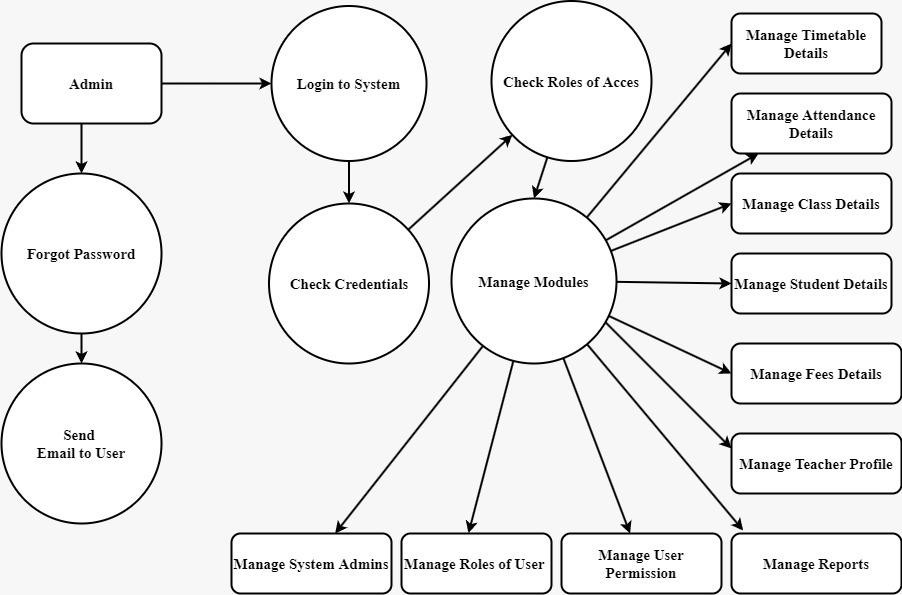 Admin
Login to System
Check Roles of Acces
Manage Timetable
Details
Manage Attendance
Details
Manage Class Details
Forgot Password
Check Credentials
Manage Modules
Manage Student Details
Manage Fees Details
Send
Email to User
Manage Teacher Profile
Manage System Admins
Manage Roles of User
Manage User
Permission
Manage Reports